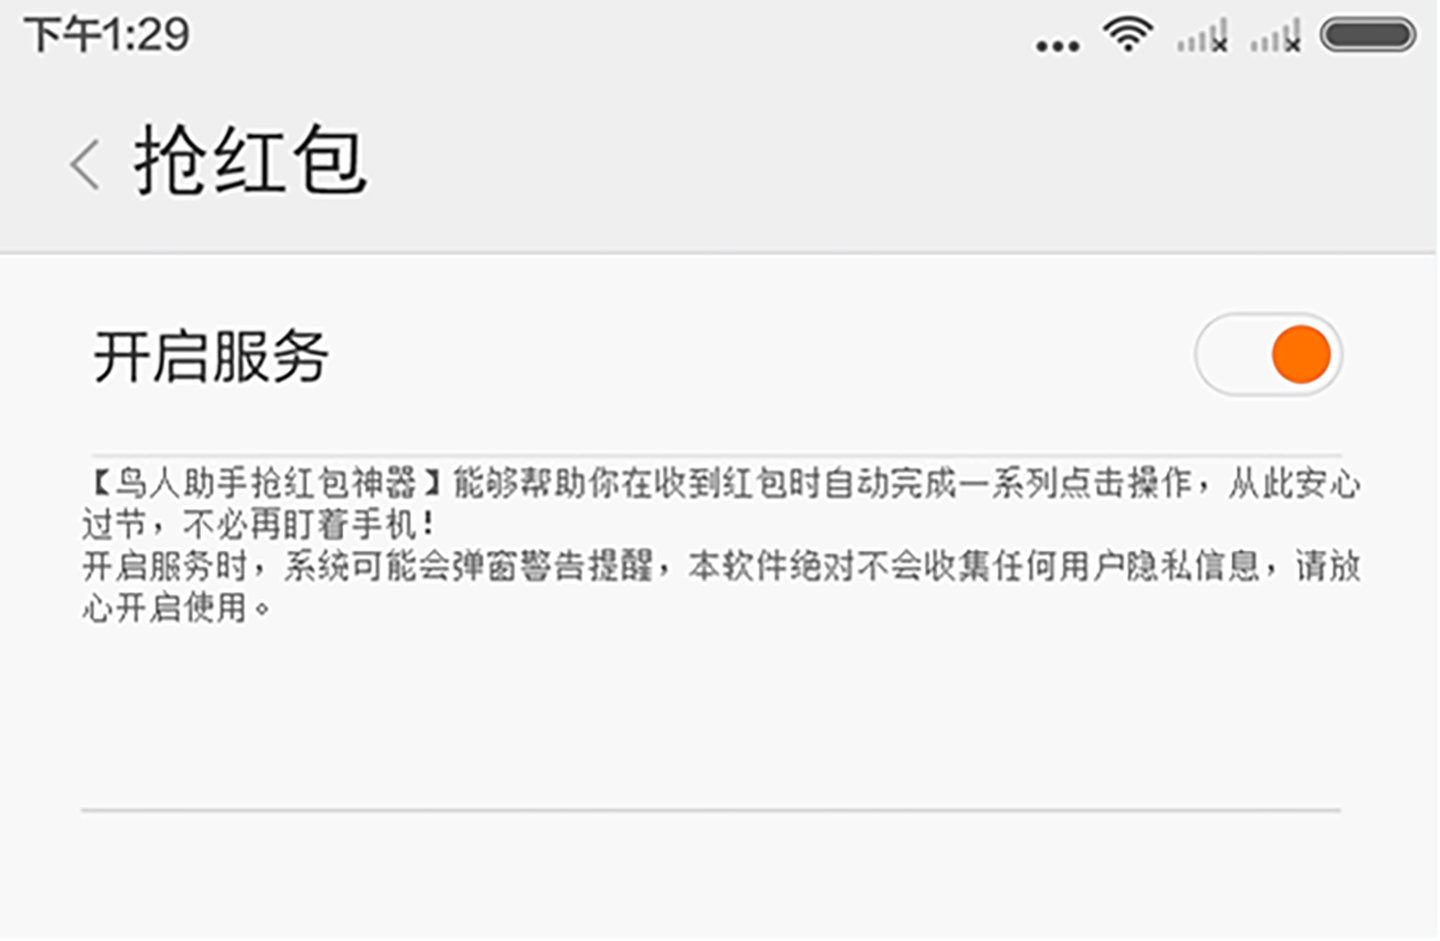 下午1:29
抢红包
开启服务
【鸟人助手抢红包神器】能够帮助你在收到红包时自动完成一系列点击操作，从此安心
过节，不必再盯着手机！
开启服务时，系统可能会弹窗警告提醒，本软件绝对不会收集任何用户隐私信息，请放
心开启使用。